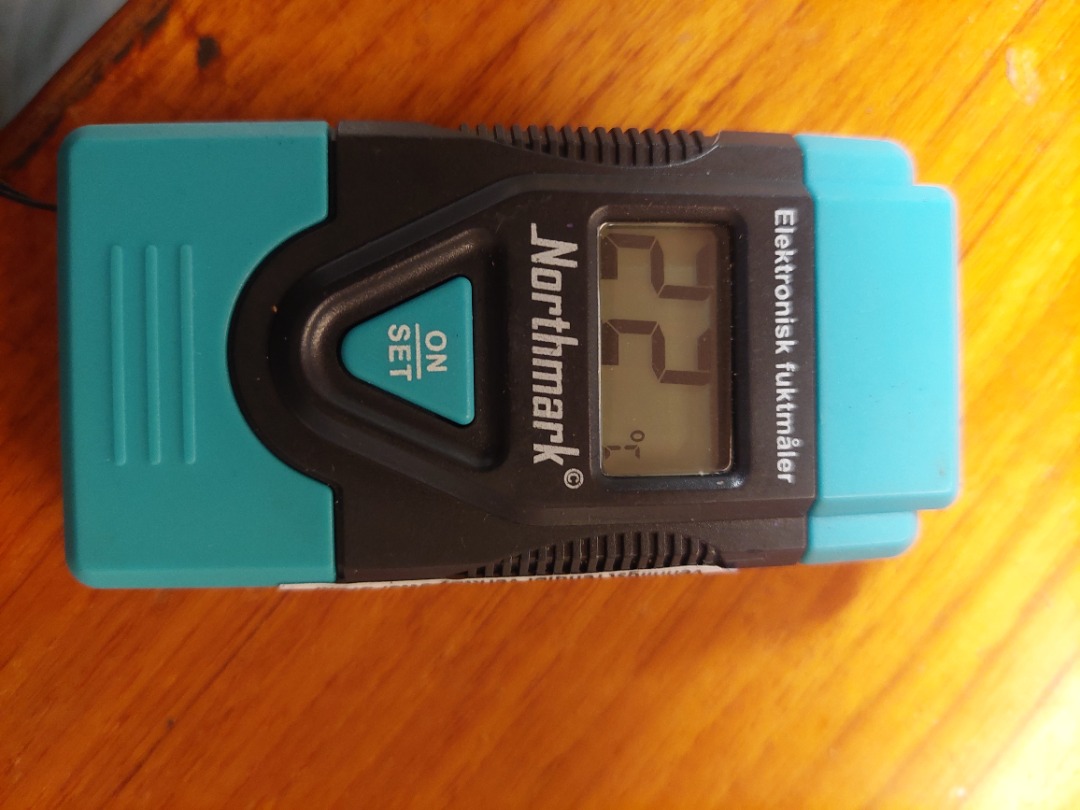 Elektronisk fuktmåler
22 °C
Northmark©
ON
SET